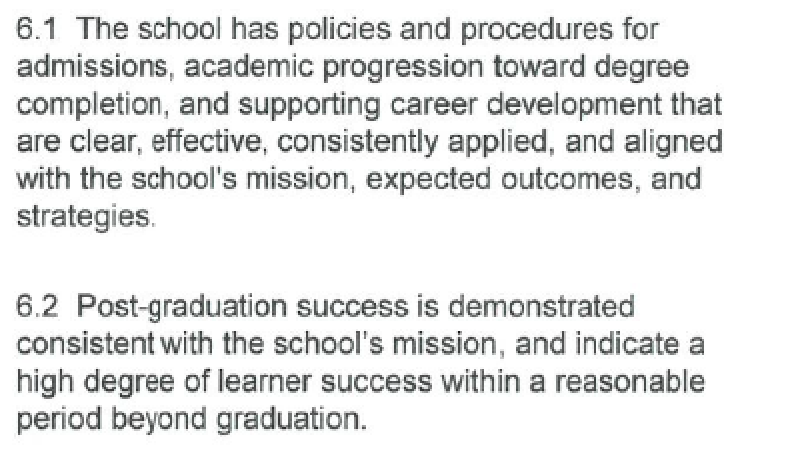 6.1 The school has policies and procedures for
admissions, academic progression toward degree
completion, and supporting career development that
are clear, effective, consistently applied, and aligned
with the school's mission, expected outcomes, and
strategies.
6.2 Post-graduation success is demonstrated
consistent with the school's mission, and indicate a
high degree of learner success within a reasonable
period beyond graduation.